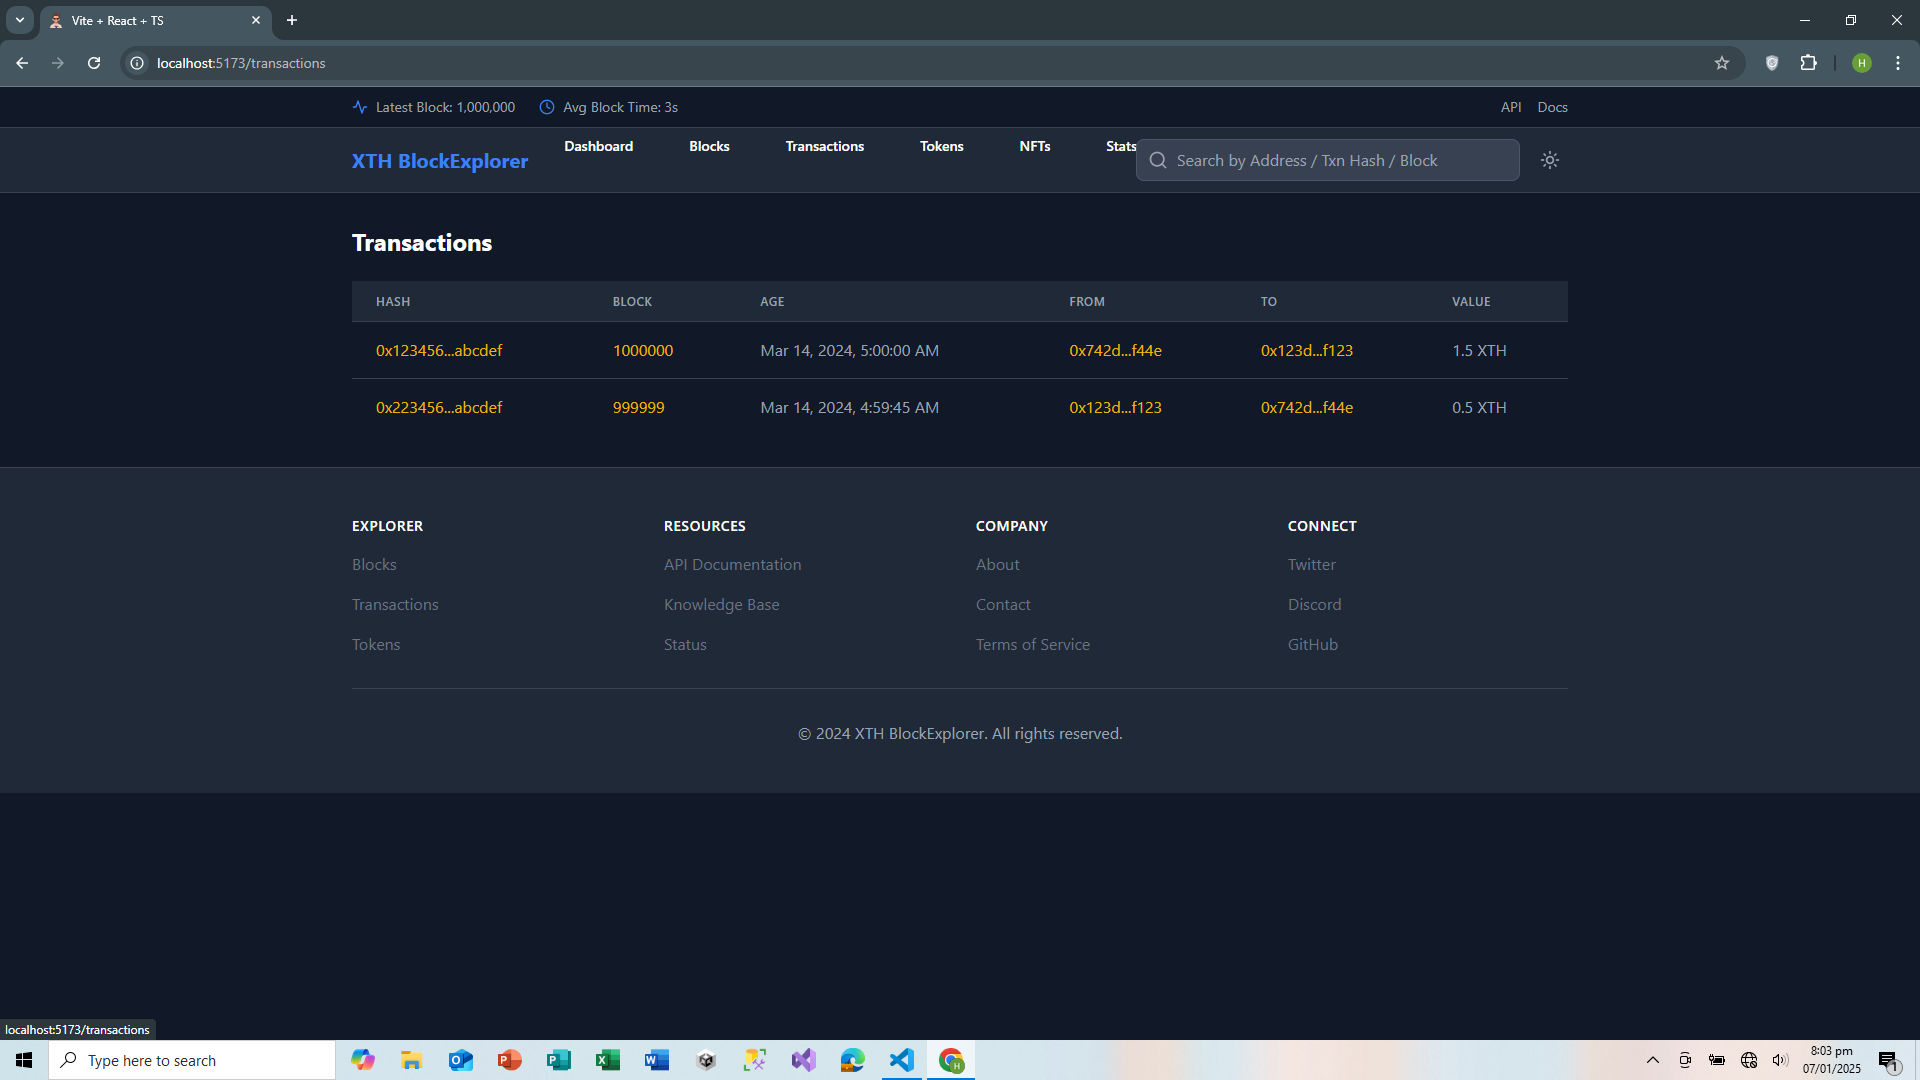 Vite + React + TS
localhost:5173/transactions
H
Latest Block: 1,000,000 Avg Block Time: 3s API Docs
XTH BlockExplorer Dashboard Blocks Transactions Tokens NFTs Stats Search by Address / Txn Hash / Block
Transactions
HASH BLOCK AGE FROM TO VALUE
0x123456...abcdef 1000000 Mar 14, 2024, 5:00:00 AM 0x742d...f44e 0x123d...f123 1.5 XTH
0x223456...abcdef 999999 Mar 14, 2024, 4:59:45 AM 0x123d...f123 0x742d...f44e 0.5 XTH
EXPLORER RESOURCES COMPANY CONNECT
Blocks API Documentation About Twitter
Transactions Knowledge Base Contact Discord
Tokens Status Terms of Service GitHub
© 2024 XTH BlockExplorer. All rights reserved.
localhost:5173/transactions
Type here to search
8:03 pm
07/01/2025
1